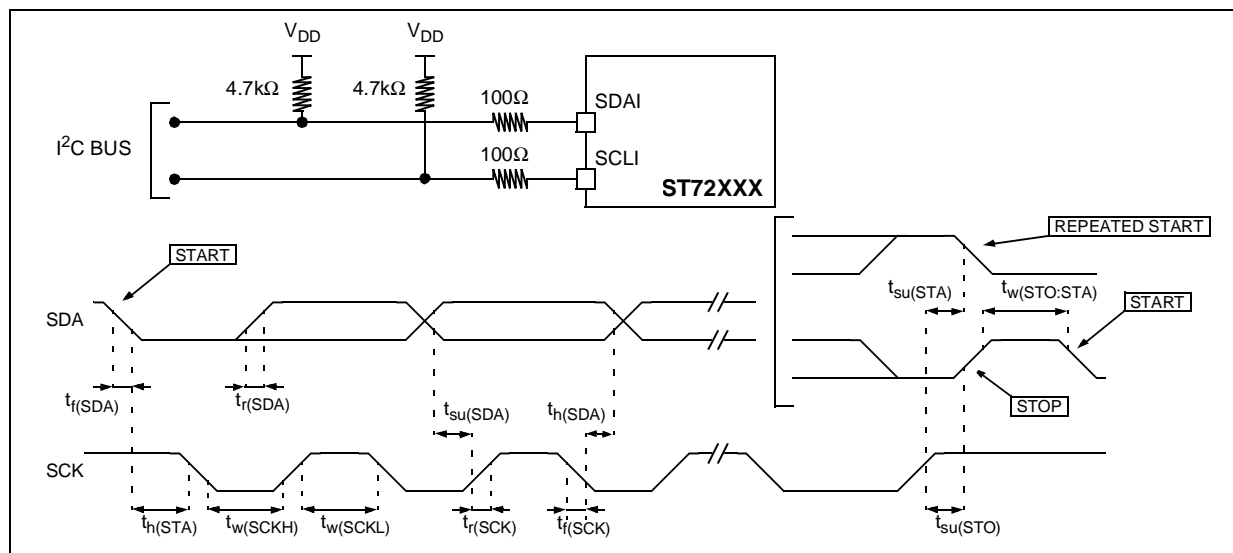 VDD VDD
4.7kΩ 4.7kΩ
100Ω
SDAI
I2C BUS
100Ω
SCLI
ST72XXX
REPEATED START
START
tsu(STA) tw(STO:STA)
START
SDA
tf(SDA) tr(SDA)
STOP
tsu(SDA) th(SDA)
SCK
th(STA) tw(SCKH) tw(SCKL) tr(SCK) tf(SCK) tsu(STO)